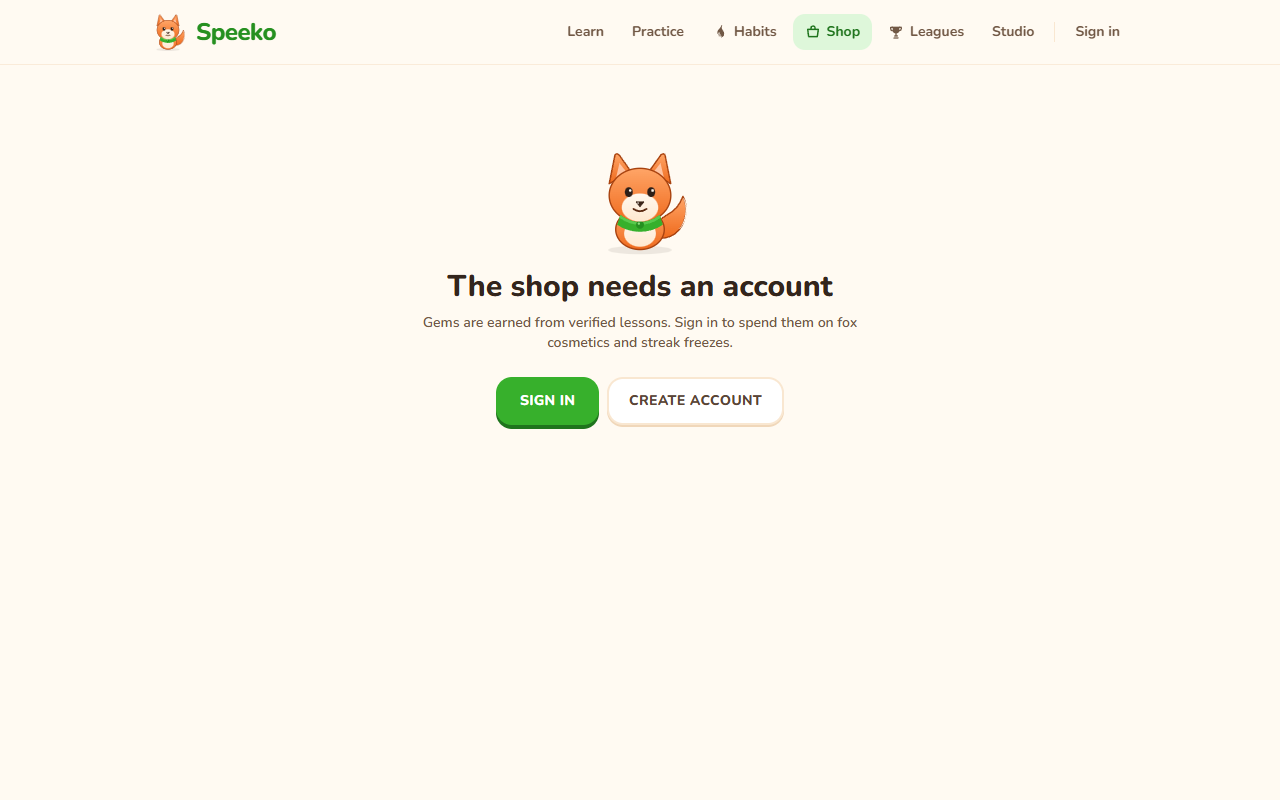 Speeko
Learn
Practice
Habits
Shop
Leagues
Studio
Sign in
The shop needs an account
Gems are earned from verified lessons. Sign in to spend them on fox
cosmetics and streak freezes.
SIGN IN
CREATE ACCOUNT